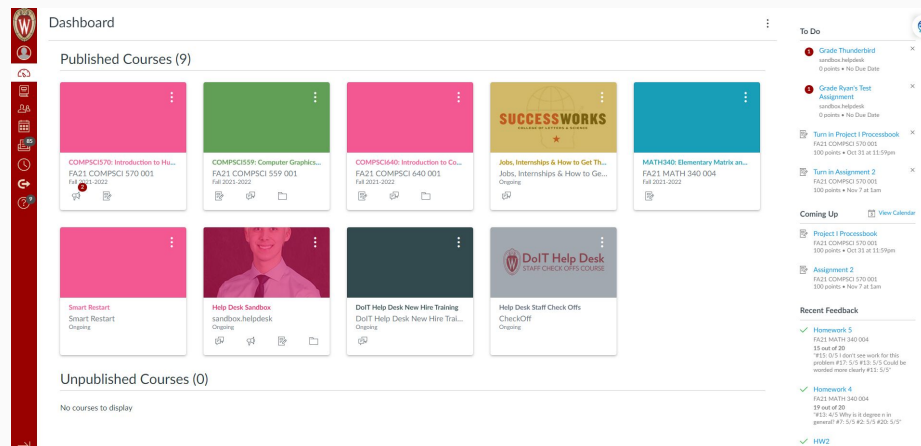 Dashboard
Published Courses (9)
COMPSCI570: Introduction to Hu...
FA21 COMPSCI 570 001
Fall 2021-2022
2
COMPSCI559: Computer Graphics...
FA21 COMPSCI 559 001
Fall 2021-2022
COMPSCI640: Introduction to Co...
FA21 COMPSCI 640 001
Fall 2021-2022
SUCCESSWORKS
COLLEGE OF LETTERS & SCIENCE
Jobs, Internships & How to Get Th...
Jobs, Internships & How to Ge...
Ongoing
MATH340: Elementary Matrix an...
FA21 MATH 340 004
Fall 2021-2022
Smart Restart
Smart Restart
Ongoing
Help Desk Sandbox
sandbox.helpdesk
Ongoing
DoIT Help Desk New Hire Training
DoIT Help Desk New Hire Trai...
Ongoing
DoIT Help Desk
STAFF CHECK OFFS COURSE
Help Desk Staff Check Offs
CheckOff
Ongoing
Unpublished Courses (0)
No courses to display
85
9
To Do
1
Grade Thunderbird
sandbox.helpdesk
0 points • No Due Date
1
Grade Ryan's Test
Assignment
sandbox.helpdesk
0 points • No Due Date
Turn in Project I Processbook
FA21 COMPSCI 570 001
100 points • Oct 31 at 11:59pm
Turn in Assignment 2
FA21 COMPSCI 570 001
100 points • Nov 7 at 1am
Coming Up
View Calendar
Project I Processbook
FA21 COMPSCI 570 001
100 points • Oct 31 at 11:59pm
Assignment 2
FA21 COMPSCI 570 001
100 points • Nov 7 at 1am
Recent Feedback
Homework 5
FA21 MATH 340 004
15 out of 20
"#15: 0/5 I don't see work for this
problem #17: 5/5 #13: 5/5 Could be
worded more clearly #11: 5/5"
Homework 4
FA21 MATH 340 004
19 out of 20
"#13: 4/5 Why is it degree n in
general? #7: 5/5 #2: 5/5 #20: 5/5"
HW2